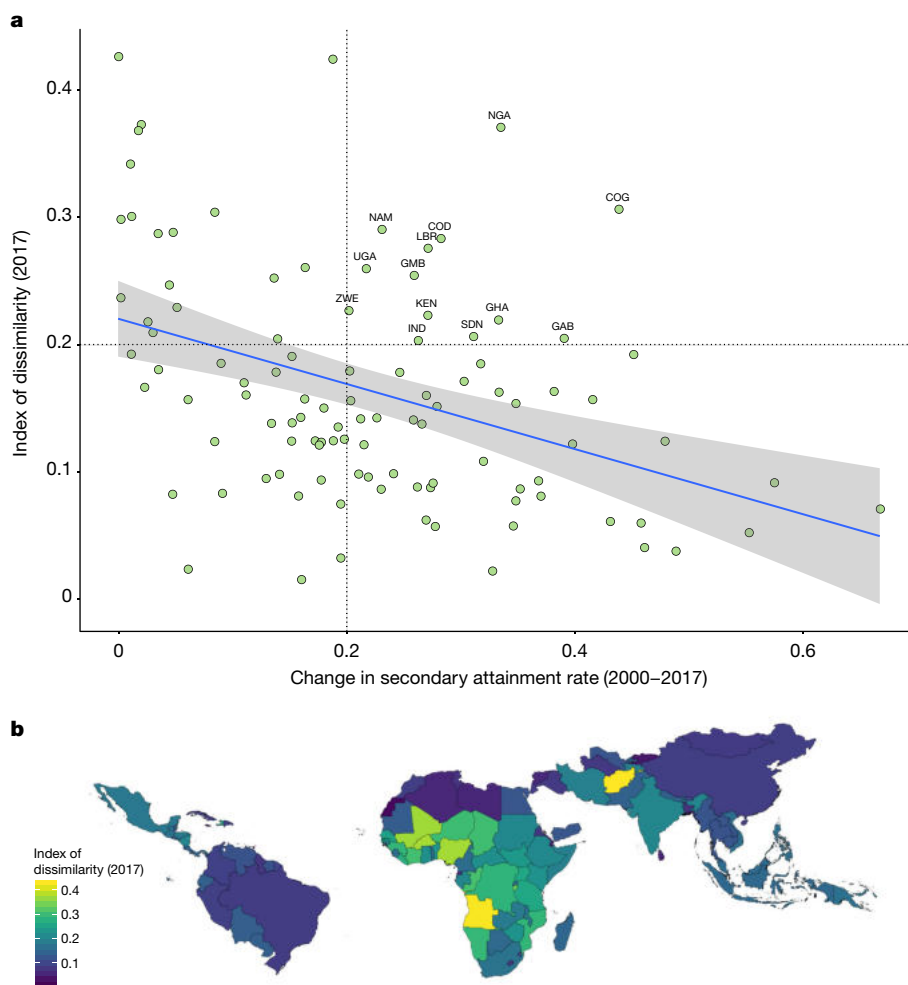 a
Index of dissimilarity (2017)
0.4
0.3
0.2
0.1
0
NGA
COG
NAM
COD
LBR
UGA
GMB
ZWE
KEN
GHA
IND
SDN
GAB
0
0.2
0.4
0.6
Change in secondary attainment rate (2000–2017)
b
Index of
dissimilarity (2017)
0.4
0.3
0.2
0.1